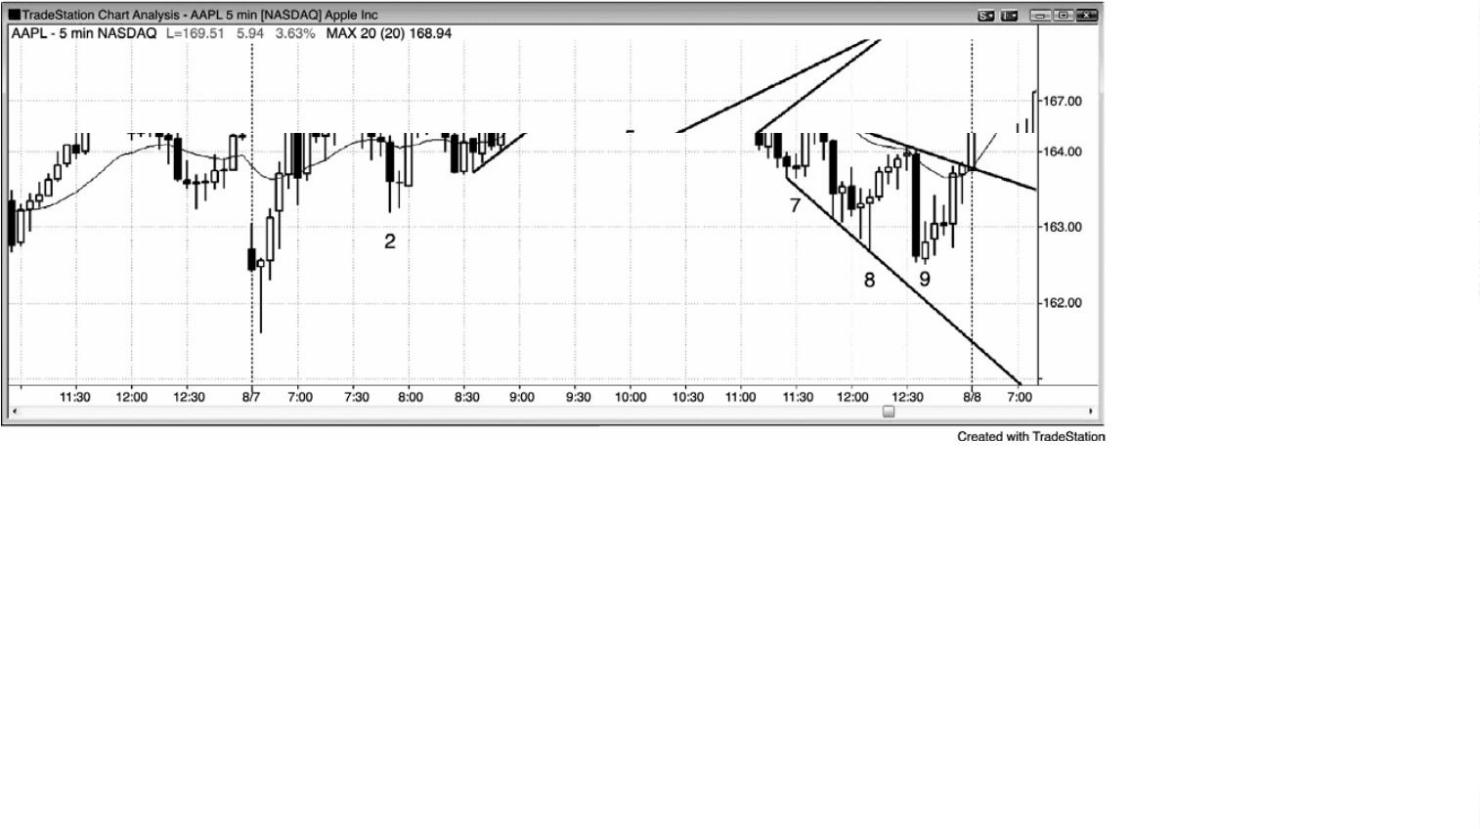 TradeStation Chart Analysis - AAPL 5 min [NASDAQ] Apple Inc
AAPL - 5 min NASDAQ L=169.51 5.94 3.63% MAX 20 (20) 168.94
167.00
164.00
7
163.00
2
8
9
162.00
11:30 12:00 12:30 8/7 7:00 7:30 8:00 8:30 9:00 9:30 10:00 10:30 11:00 11:30 12:00 12:30 8/8 7:00
Created with TradeStation